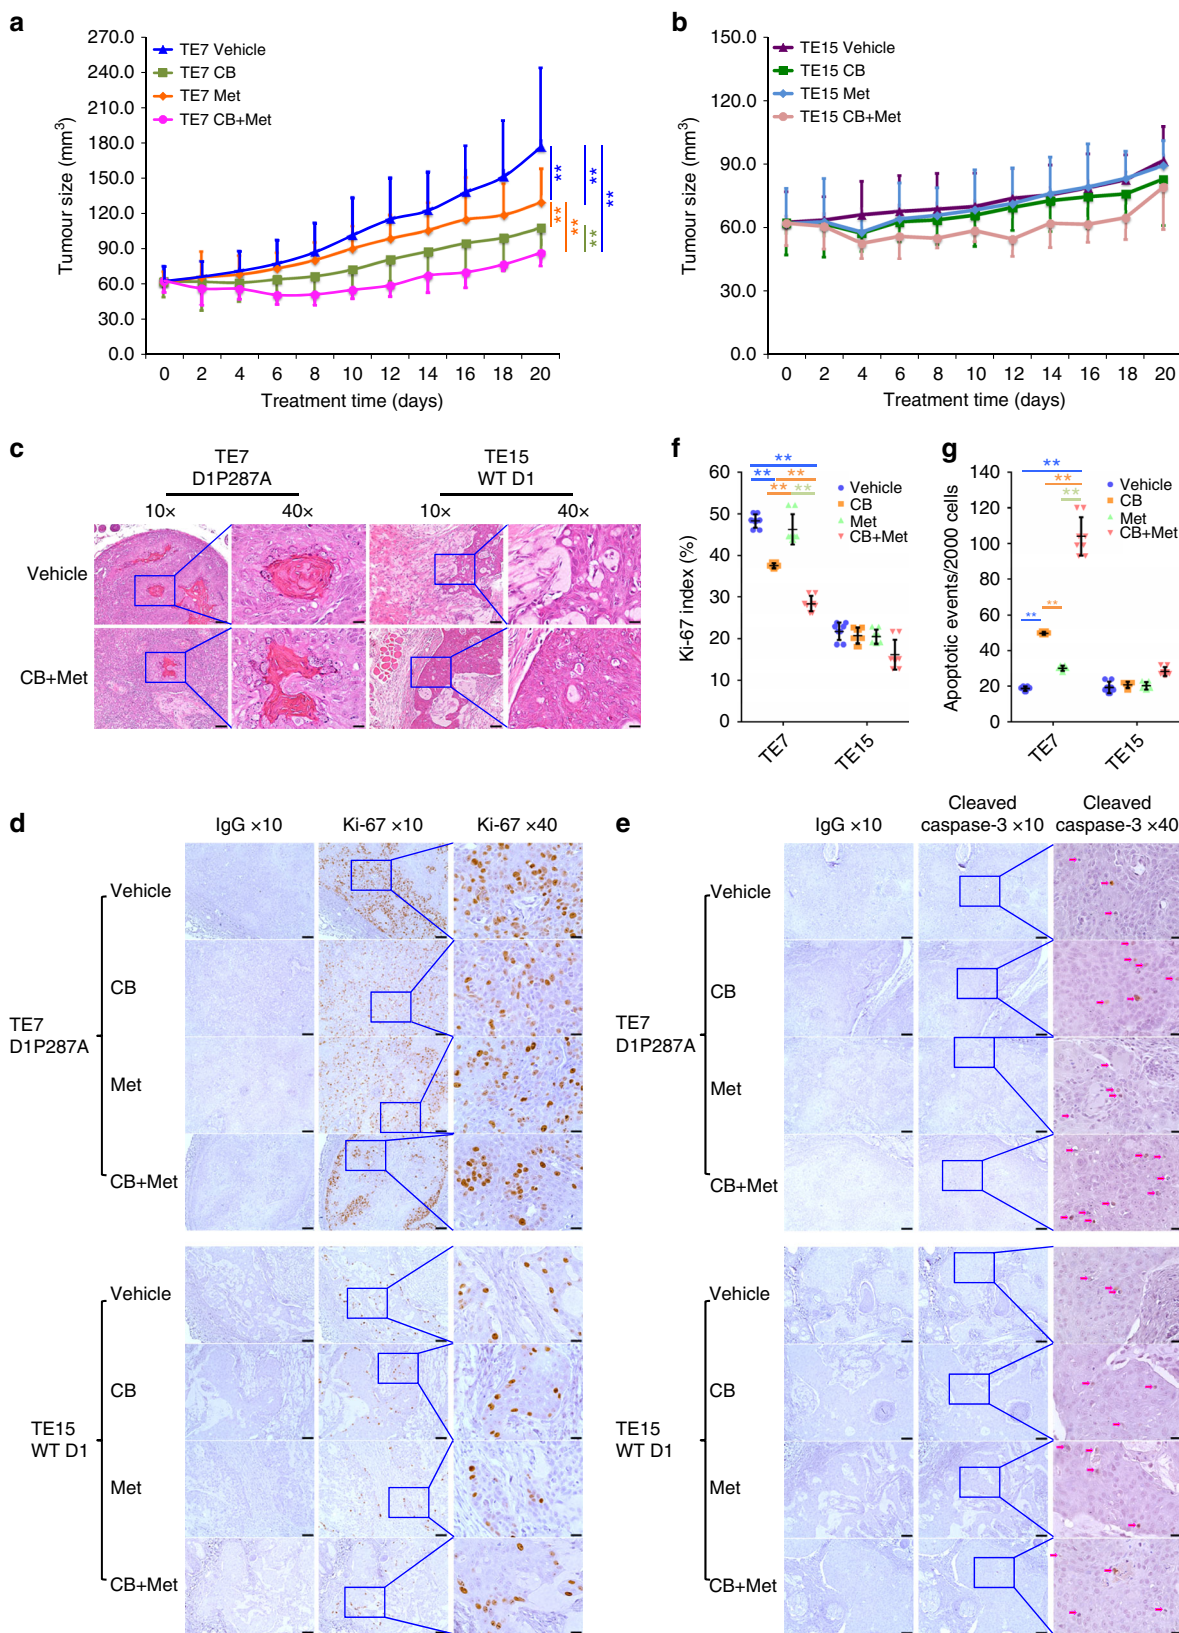 a
270.0
240.0
210.0
180.0
150.0
120.0
90.0
60.0
30.0
0.0
Tumour size (mm³)
TE7 Vehicle
TE7 CB
TE7 Met
TE7 CB+Met
**
**
**
**
**
**
0 2 4 6 8 10 12 14 16 18 20
Treatment time (days)
b
150.0
120.0
90.0
60.0
30.0
0.0
Tumour size (mm³)
TE15 Vehicle
TE15 CB
TE15 Met
TE15 CB+Met
0 2 4 6 8 10 12 14 16 18 20
Treatment time (days)
c
TE7
D1P287A
TE15
WT D1
10× 40× 10× 40×
Vehicle
CB+Met
f
60
50
40
30
20
10
0
Ki-67 index (%)
**
** **
** **
Vehicle
CB
Met
CB+Met
TE7 TE15
g
140
120
100
80
60
40
20
0
Apoptotic events/2000 cells
**
**
**
**
**
Vehicle
CB
Met
CB+Met
TE7 TE15
d
IgG ×10 Ki-67 ×10 Ki-67 ×40
TE7
D1P287A
Vehicle
CB
Met
CB+Met
TE15
WT D1
Vehicle
CB
Met
CB+Met
e
IgG ×10
Cleaved
caspase-3 ×10
Cleaved
caspase-3 ×40
TE7
D1P287A
Vehicle
CB
Met
CB+Met
TE15
WT D1
Vehicle
CB
Met
CB+Met